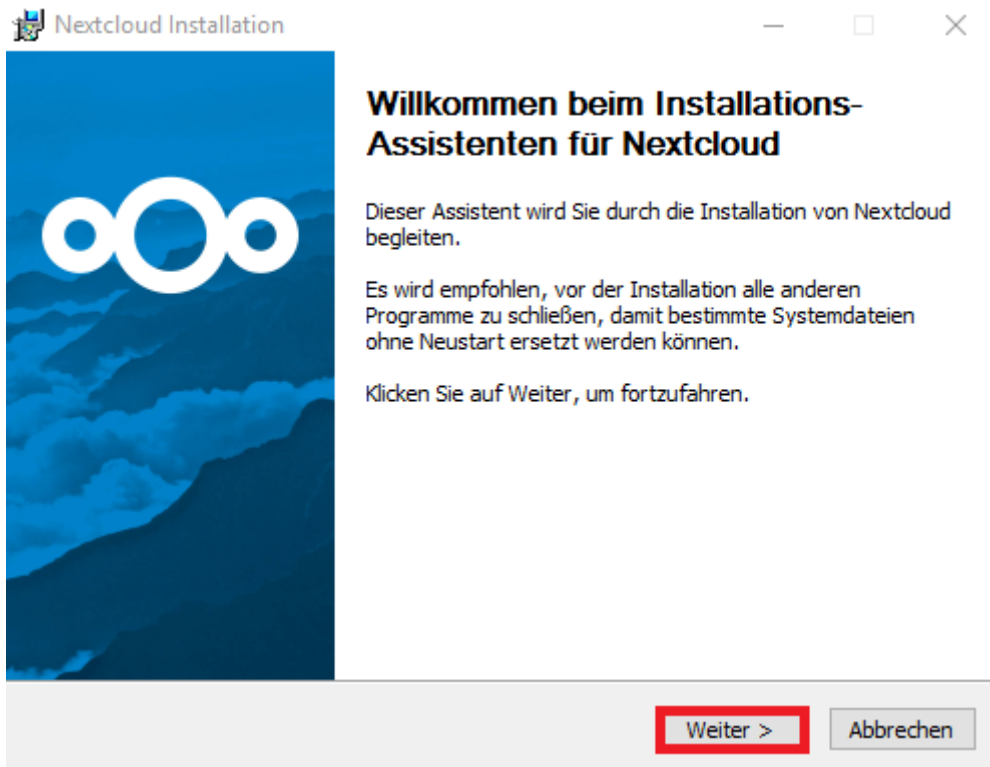 Nextcloud Installation
Willkommen beim Installations-
Assistenten für Nextcloud
Dieser Assistent wird Sie durch die Installation von Nextcloud
begleiten.
Es wird empfohlen, vor der Installation alle anderen
Programme zu schließen, damit bestimmte Systemdateien
ohne Neustart ersetzt werden können.
Klicken Sie auf Weiter, um fortzufahren.
Weiter >
Abbrechen